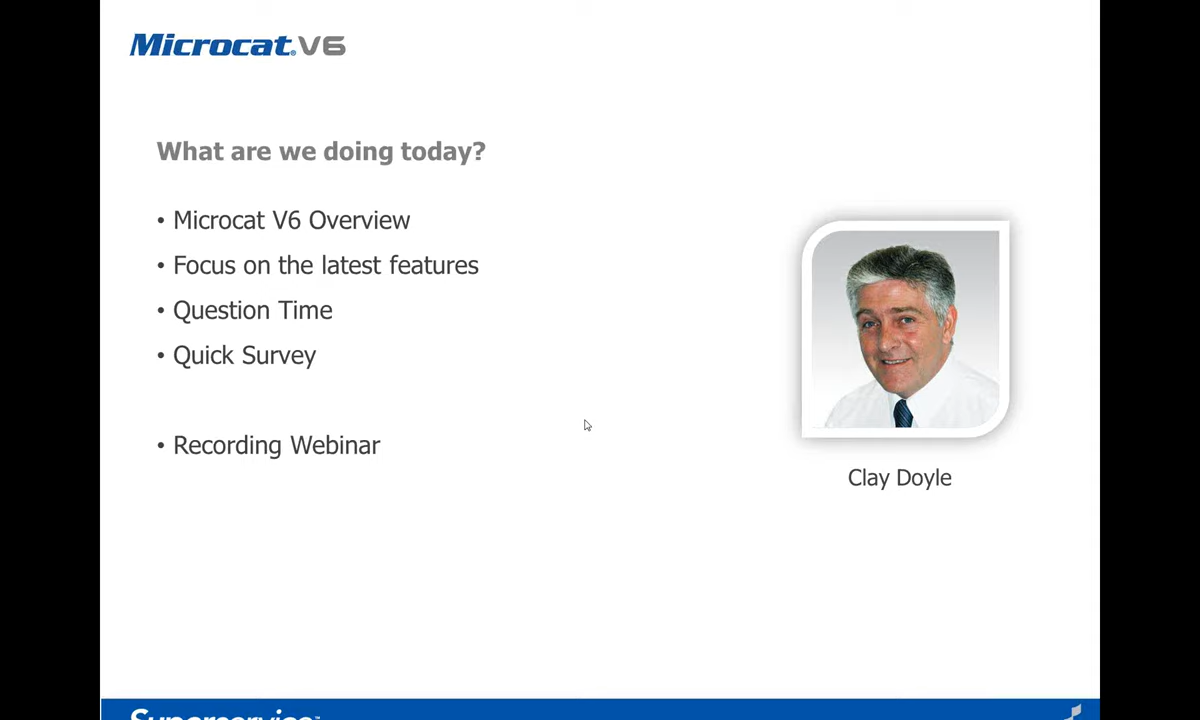 Microcat® V6
What are we doing today?
• Microcat V6 Overview
• Focus on the latest features
• Question Time
• Quick Survey
• Recording Webinar
Clay Doyle
Superservice™